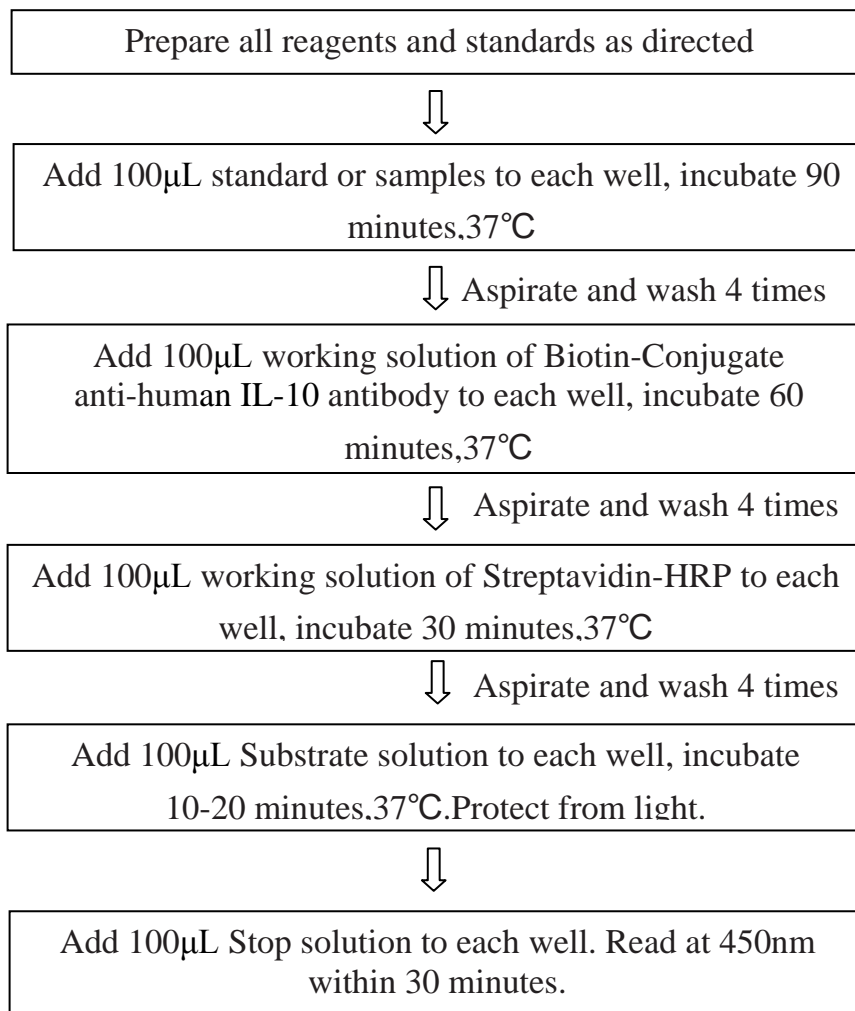 Prepare all reagents and standards as directed
Add 100μL standard or samples to each well, incubate 90
minutes,37℃
Aspirate and wash 4 times
Add 100μL working solution of Biotin-Conjugate
anti-human IL-10 antibody to each well, incubate 60
minutes,37℃
Aspirate and wash 4 times
Add 100μL working solution of Streptavidin-HRP to each
well, incubate 30 minutes,37℃
Aspirate and wash 4 times
Add 100μL Substrate solution to each well, incubate
10-20 minutes,37℃.Protect from light.
Add 100μL Stop solution to each well. Read at 450nm
within 30 minutes.